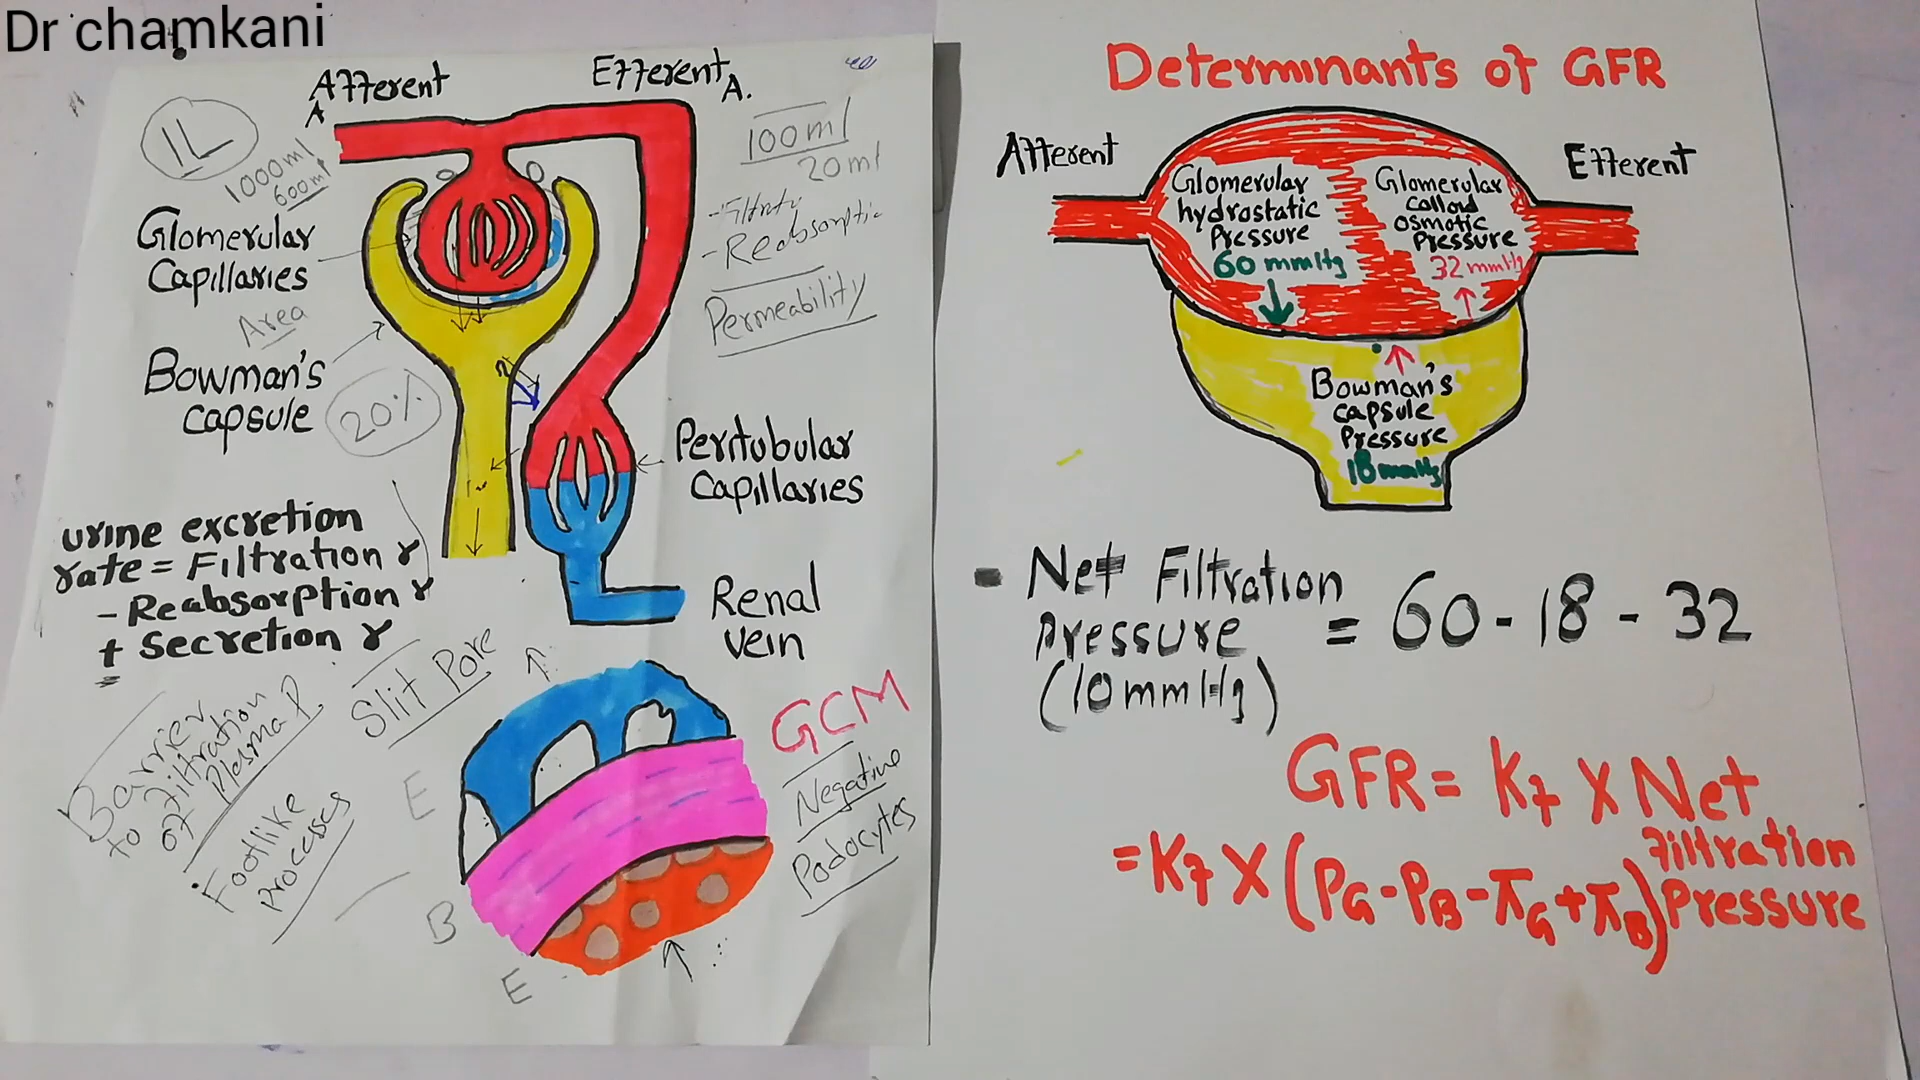 Dr chamkani
Afferent
A
Efferent
A.
1L
1000ml
600ml
100ml
20ml
- Reabsorptio
Permeability
Glomerular
Capillaries
Area
Bowman's
capsule
20%
Peritubular
Capillaries
urine excretion
rate = Filtration r
- Reabsorption r
+ Secretion r
Renal
vein
Slit Pore
Barrier
to filtration
of Plasma P
Footlike
processes
GCM
Negative
Podocytes
E
B
E
Determinants of GFR
Afferent
Efferent
Glomerular
hydrostatic
Pressure
60 mmHg
Glomerular
colloid
osmotic
Pressure
32 mmHg
Bowman's
capsule
Pressure
18 mmHg
Net Filtration
Pressure = 60 - 18 - 32
(10 mmHg)
GFR = Kf X Net
Filtration
Pressure
= Kf X (PG - PB - πG + πB)